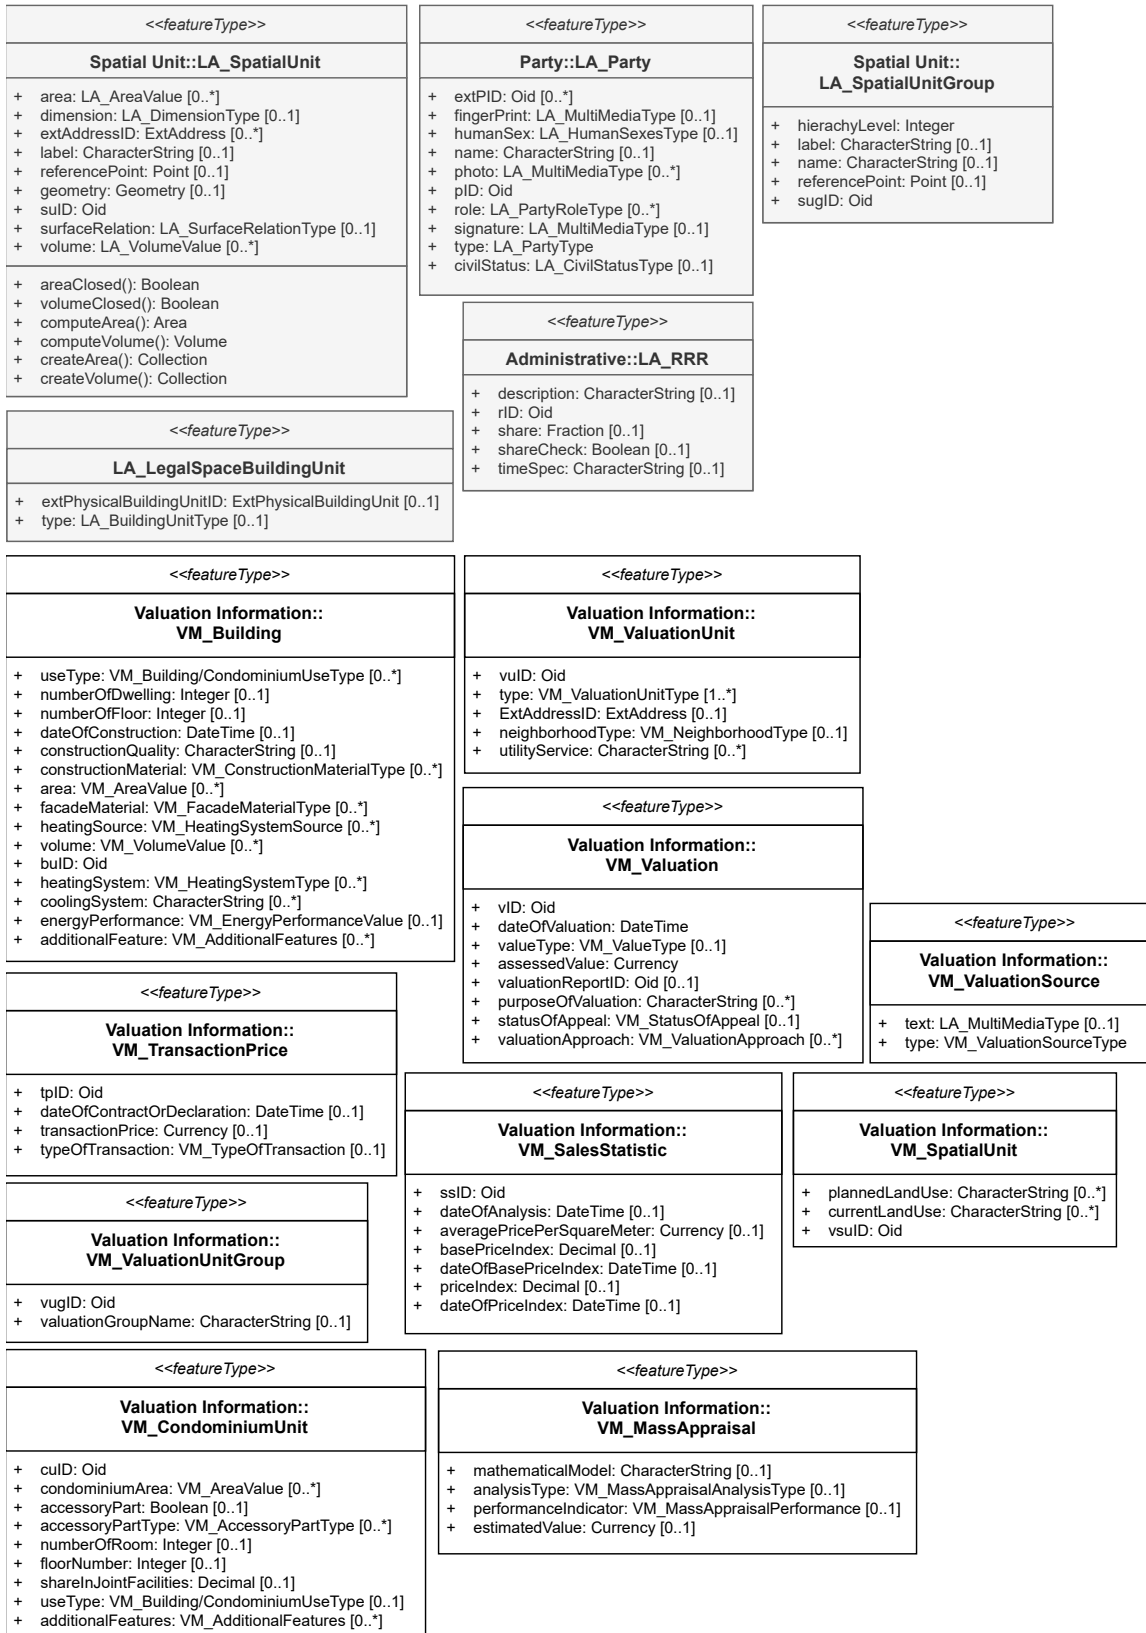 <<featureType>>
Spatial Unit::LA_SpatialUnit
+ area: LA_AreaValue [0..*]
+ dimension: LA_DimensionType [0..1]
+ extAddressID: ExtAddress [0..*]
+ label: CharacterString [0..1]
+ referencePoint: Point [0..1]
+ geometry: Geometry [0..1]
+ suID: Oid
+ surfaceRelation: LA_SurfaceRelationType [0..1]
+ volume: LA_VolumeValue [0..*]
+ areaClosed(): Boolean
+ volumeClosed(): Boolean
+ computeArea(): Area
+ computeVolume(): Volume
+ createArea(): Collection
+ createVolume(): Collection
<<featureType>>
Party::LA_Party
+ extPID: Oid [0..*]
+ fingerPrint: LA_MultiMediaType [0..1]
+ humanSex: LA_HumanSexesType [0..1]
+ name: CharacterString [0..1]
+ photo: LA_MultiMediaType [0..*]
+ pID: Oid
+ role: LA_PartyRoleType [0..*]
+ signature: LA_MultiMediaType [0..1]
+ type: LA_PartyType
+ civilStatus: LA_CivilStatusType [0..1]
<<featureType>>
Spatial Unit::
LA_SpatialUnitGroup
+ hierachyLevel: Integer
+ label: CharacterString [0..1]
+ name: CharacterString [0..1]
+ referencePoint: Point [0..1]
+ sugID: Oid
<<featureType>>
Administrative::LA_RRR
+ description: CharacterString [0..1]
+ rID: Oid
+ share: Fraction [0..1]
+ shareCheck: Boolean [0..1]
+ timeSpec: CharacterString [0..1]
<<featureType>>
LA_LegalSpaceBuildingUnit
+ extPhysicalBuildingUnitID: ExtPhysicalBuildingUnit [0..1]
+ type: LA_BuildingUnitType [0..1]
<<featureType>>
Valuation Information::
VM_Building
+ useType: VM_Building/CondominiumUseType [0..*]
+ numberOfDwelling: Integer [0..1]
+ numberOfFloor: Integer [0..1]
+ dateOfConstruction: DateTime [0..1]
+ constructionQuality: CharacterString [0..1]
+ constructionMaterial: VM_ConstructionMaterialType [0..*]
+ area: VM_AreaValue [0..*]
+ facadeMaterial: VM_FacadeMaterialType [0..*]
+ heatingSource: VM_HeatingSystemSource [0..*]
+ volume: VM_VolumeValue [0..*]
+ buID: Oid
+ heatingSystem: VM_HeatingSystemType [0..*]
+ coolingSystem: CharacterString [0..*]
+ energyPerformance: VM_EnergyPerformanceValue [0..1]
+ additionalFeature: VM_AdditionalFeatures [0..*]
<<featureType>>
Valuation Information::
VM_ValuationUnit
+ vuID: Oid
+ type: VM_ValuationUnitType [1..*]
+ ExtAddressID: ExtAddress [0..1]
+ neighborhoodType: VM_NeighborhoodType [0..1]
+ utilityService: CharacterString [0..*]
<<featureType>>
Valuation Information::
VM_Valuation
+ vID: Oid
+ dateOfValuation: DateTime
+ valueType: VM_ValueType [0..1]
+ assessedValue: Currency
+ valuationReportID: Oid [0..1]
+ purposeOfValuation: CharacterString [0..*]
+ statusOfAppeal: VM_StatusOfAppeal [0..1]
+ valuationApproach: VM_ValuationApproach [0..*]
<<featureType>>
Valuation Information::
VM_ValuationSource
+ text: LA_MultiMediaType [0..1]
+ type: VM_ValuationSourceType
<<featureType>>
Valuation Information::
VM_TransactionPrice
+ tpID: Oid
+ dateOfContractOrDeclaration: DateTime [0..1]
+ transactionPrice: Currency [0..1]
+ typeOfTransaction: VM_TypeOfTransaction [0..1]
<<featureType>>
Valuation Information::
VM_SalesStatistic
+ ssID: Oid
+ dateOfAnalysis: DateTime [0..1]
+ averagePricePerSquareMeter: Currency [0..1]
+ basePriceIndex: Decimal [0..1]
+ dateOfBasePriceIndex: DateTime [0..1]
+ priceIndex: Decimal [0..1]
+ dateOfPriceIndex: DateTime [0..1]
<<featureType>>
Valuation Information::
VM_SpatialUnit
+ plannedLandUse: CharacterString [0..*]
+ currentLandUse: CharacterString [0..*]
+ vsuID: Oid
<<featureType>>
Valuation Information::
VM_ValuationUnitGroup
+ vugID: Oid
+ valuationGroupName: CharacterString [0..1]
<<featureType>>
Valuation Information::
VM_CondominiumUnit
+ cuID: Oid
+ condominiumArea: VM_AreaValue [0..*]
+ accessoryPart: Boolean [0..1]
+ accessoryPartType: VM_AccessoryPartType [0..*]
+ numberOfRoom: Integer [0..1]
+ floorNumber: Integer [0..1]
+ shareInJointFacilities: Decimal [0..1]
+ useType: VM_Building/CondominiumUseType [0..1]
+ additionalFeatures: VM_AdditionalFeatures [0..*]
<<featureType>>
Valuation Information::
VM_MassAppraisal
+ mathematicalModel: CharacterString [0..1]
+ analysisType: VM_MassAppraisalAnalysisType [0..1]
+ performanceIndicator: VM_MassAppraisalPerformance [0..1]
+ estimatedValue: Currency [0..1]